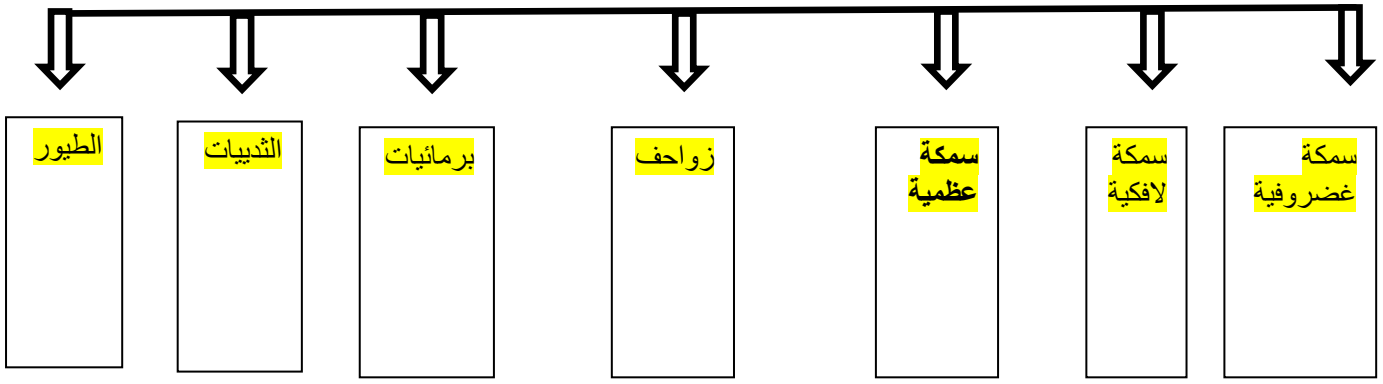 سمكة
غضروفية
سمكة
لافكية
سمكة
عظمية
زواحف
برمائيات
الثدييات
الطيور